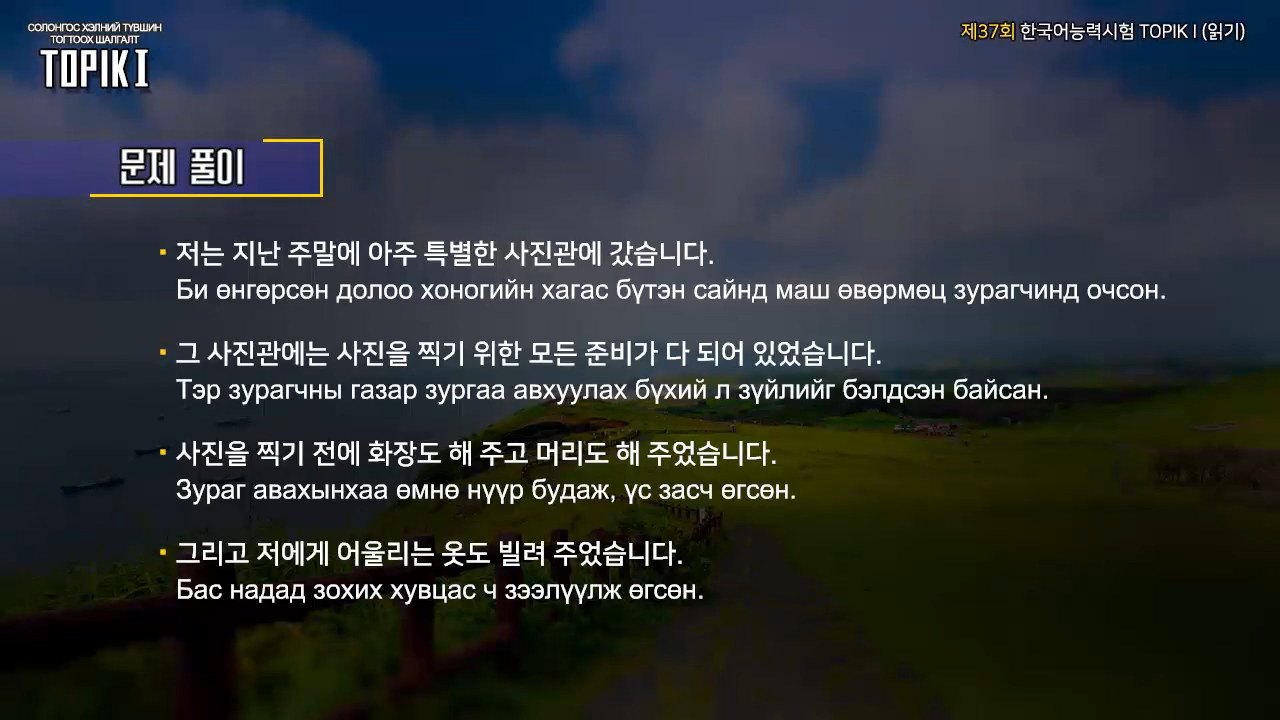 СОЛОНГОС ХЭЛНИЙ ТҮВШИН
ТОГТООХ ШАЛГАЛТ
TOPIK I
제37회 한국어능력시험 TOPIK I (읽기)
문제 풀이
저는 지난 주말에 아주 특별한 사진관에 갔습니다.
Би өнгөрсөн долоо хоногийн хагас бүтэн сайнд маш өвөрмөц зурагчинд очсон.
그 사진관에는 사진을 찍기 위한 모든 준비가 다 되어 있었습니다.
Тэр зурагчны газар зургаа авхуулах бүхий л зүйлийг бэлдсэн байсан.
사진을 찍기 전에 화장도 해 주고 머리도 해 주었습니다.
Зураг авахынхаа өмнө нүүр будаж, үс засч өгсөн.
그리고 저에게 어울리는 옷도 빌려 주었습니다.
Бас надад зохих хувцас ч зээлүүлж өгсөн.